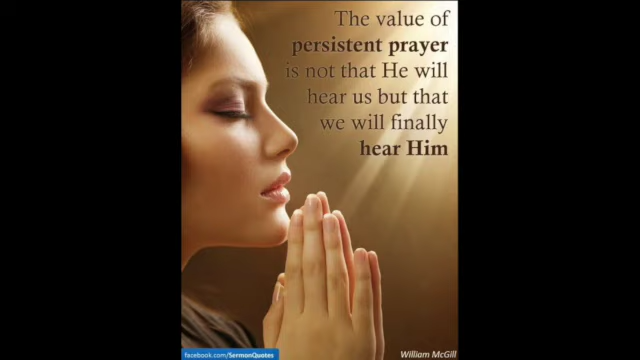 The value of
persistent prayer
is not that He will
hear us but that
we will finally
hear Him
facebook.com/SermonQuotes
William McGill